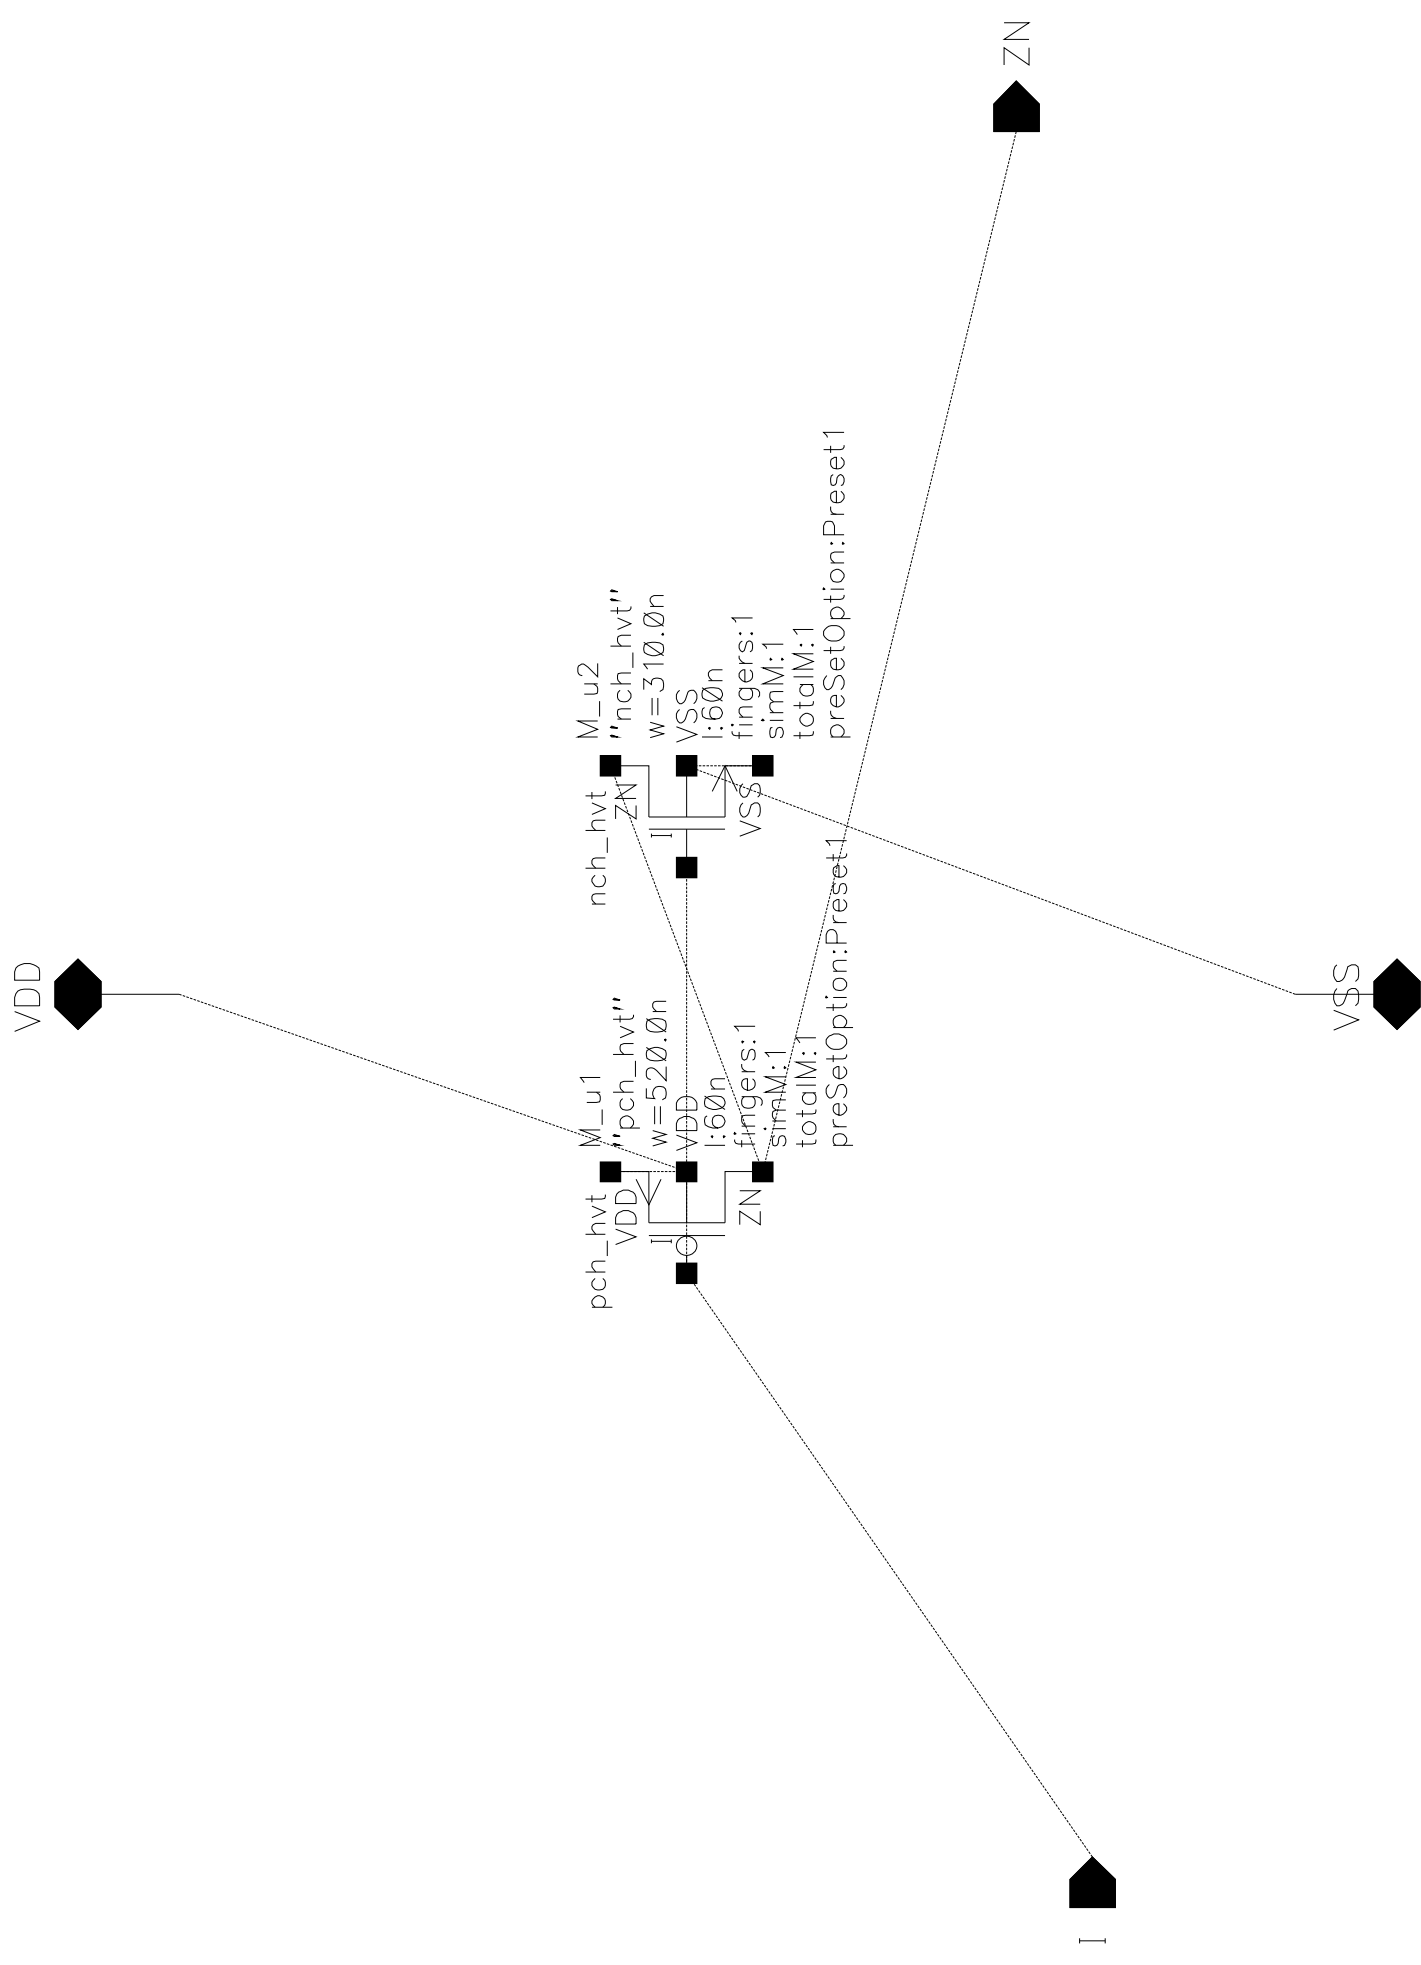 ZN
VDD
VSS
I
M_u2
"nch_hvt"
w=310.0n
VSS
l:60n
fingers:1
simM:1
totalM:1
preSetOption:Preset1
nch_hvt
ZN
I
VSS
M_u1
"pch_hvt"
w=520.0n
VDD
l:60n
fingers:1
simM:1
totalM:1
preSetOption:Preset1
pch_hvt
VDD
I
ZN